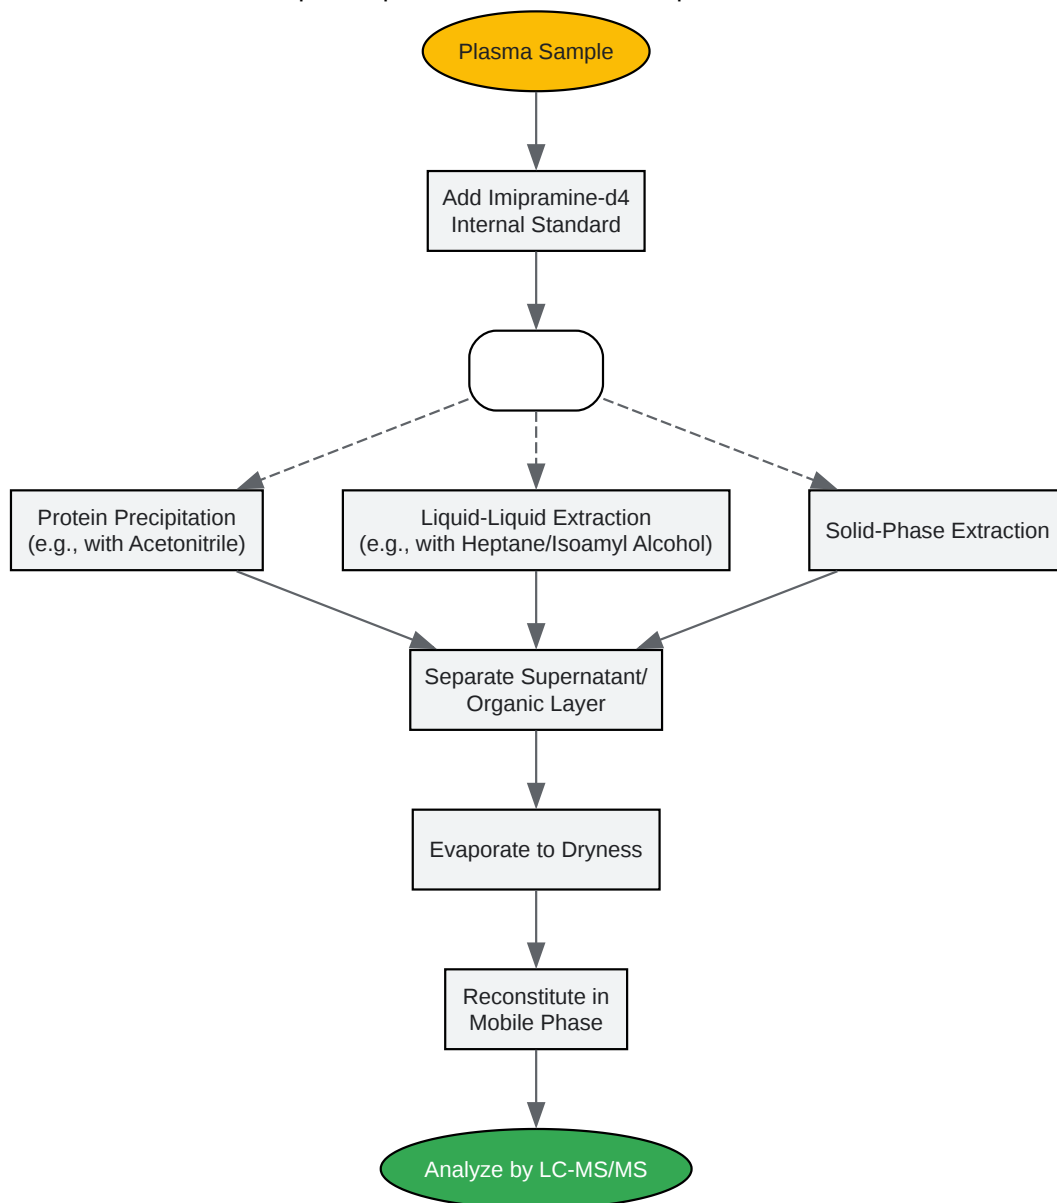 Plasma Sample
Add Imipramine-d4
Internal Standard
Protein Precipitation
(e.g., with Acetonitrile)
Liquid-Liquid Extraction
(e.g., with Heptane/Isoamyl Alcohol)
Solid-Phase Extraction
Separate Supernatant/
Organic Layer
Evaporate to Dryness
Reconstitute in
Mobile Phase
Analyze by LC-MS/MS